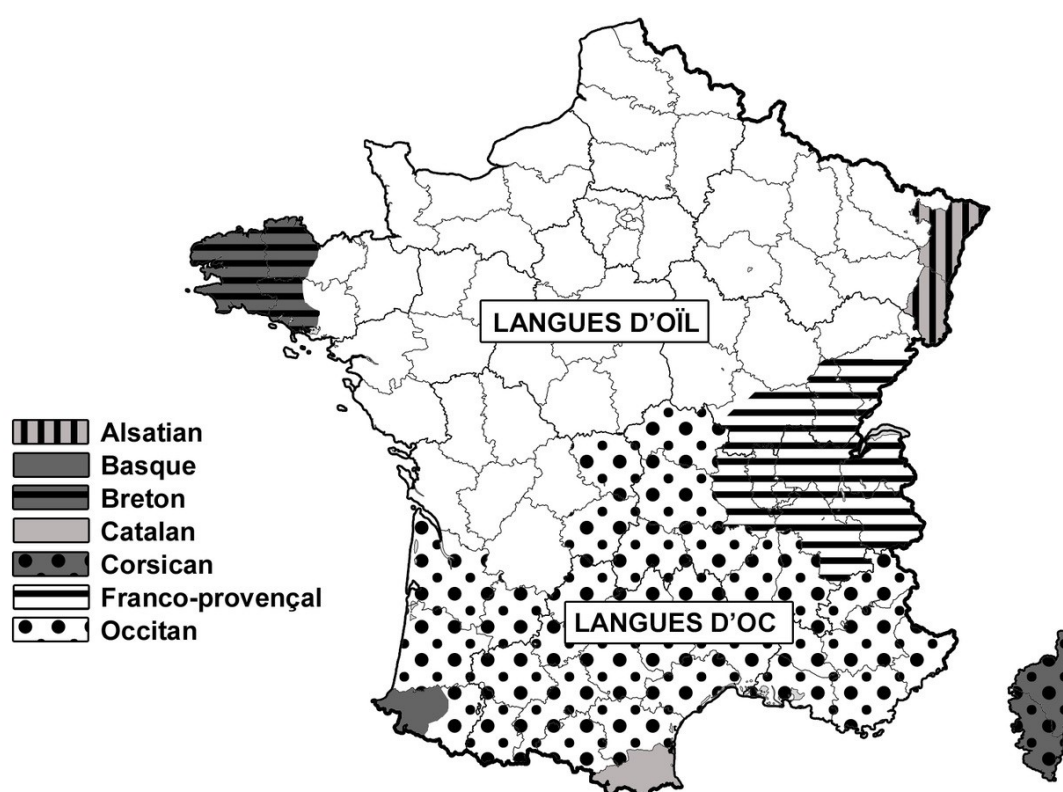 LANGUES D'OÏL
Alsatian
Basque
Breton
Catalan
Corsican
Franco-provençal
Occitan
LANGUES D'OC